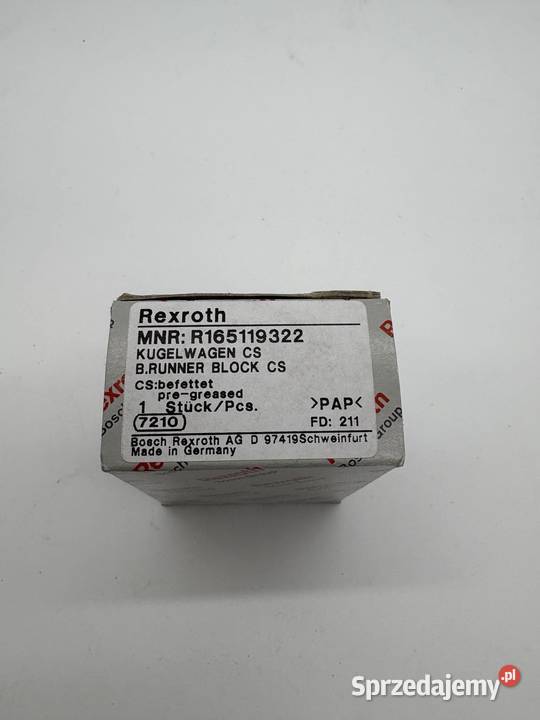 Rexroth
MNR: R165119322
KUGELWAGEN CS
B.RUNNER BLOCK CS
CS:befettet
pre-greased
1 Stück/Pcs. >PAP<
7210 FD: 211
Bosch Rexroth AG D 97419Schweinfurt
Made in Germany
Sprzedajemy.pl